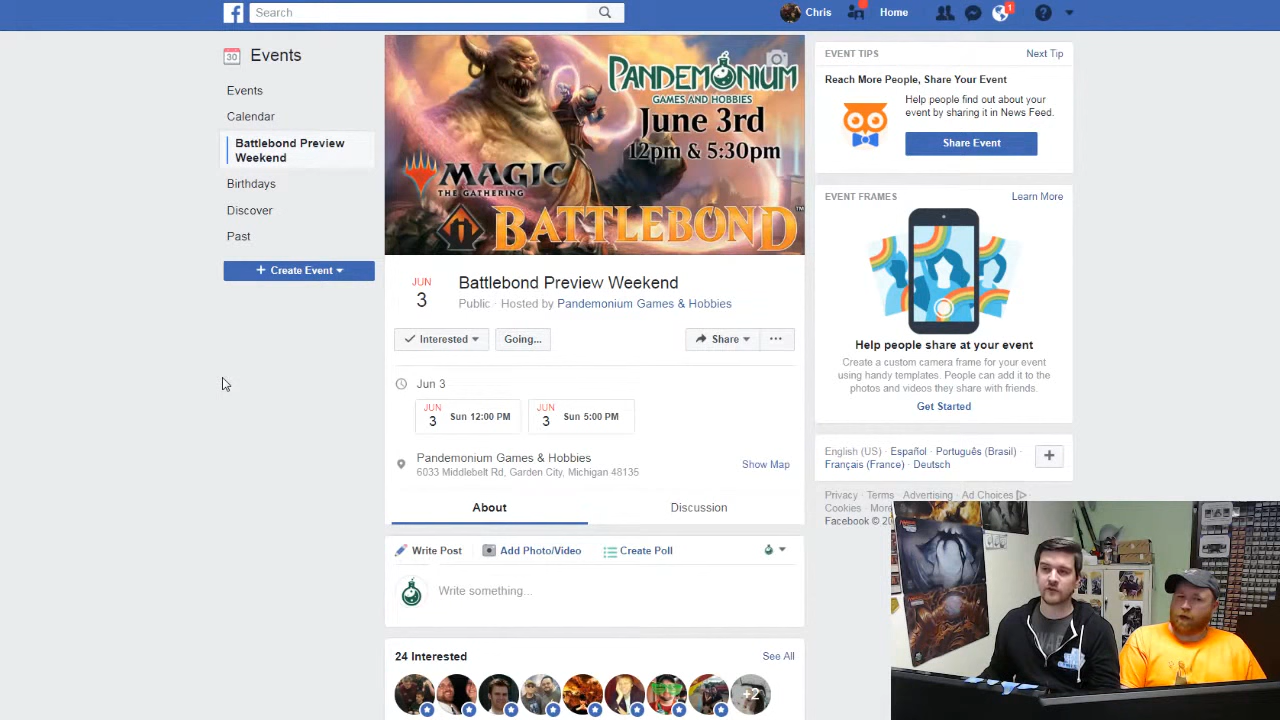 Search
Chris
Home
1
30
Events
Events
Calendar
Battlebond Preview
Weekend
Birthdays
Discover
Past
+ Create Event
PANDEMONIUM
GAMES AND HOBBIES
June 3rd
12pm & 5:30pm
MAGIC
THE GATHERING
BATTLEBOND™
JUN
3
Battlebond Preview Weekend
Public · Hosted by Pandemonium Games & Hobbies
Interested
Going...
Share
Jun 3
JUN
3
Sun 12:00 PM
JUN
3
Sun 5:00 PM
Pandemonium Games & Hobbies
6033 Middlebelt Rd, Garden City, Michigan 48135
Show Map
About
Discussion
Write Post
Add Photo/Video
Create Poll
Write something...
24 Interested
See All
+2
EVENT TIPS
Next Tip
Reach More People, Share Your Event
Help people find out about your
event by sharing it in News Feed.
Share Event
EVENT FRAMES
Learn More
Help people share at your event
Create a custom camera frame for your event
using handy templates. People can add it to the
photos and videos they share with friends.
Get Started
English (US) · Español · Português (Brasil) ·
Français (France) · Deutsch
Privacy · Terms · Advertising · Ad Choices ·
Cookies · More
Facebook © 20